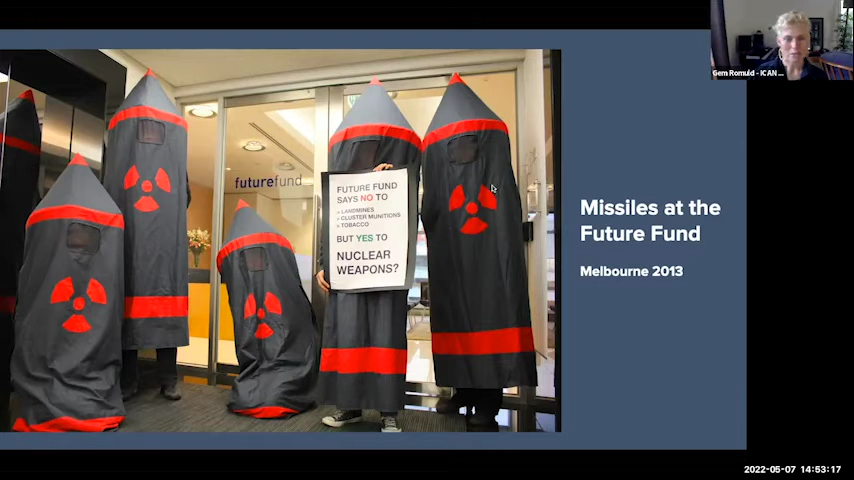 Gem Romuld - ICAN ...
futurefund
FUTURE FUND
SAYS NO TO
> LANDMINES
> CLUSTER MUNITIONS
> TOBACCO
BUT YES TO
NUCLEAR
WEAPONS?
Missiles at the
Future Fund
Melbourne 2013
2022-05-07 14:53:17